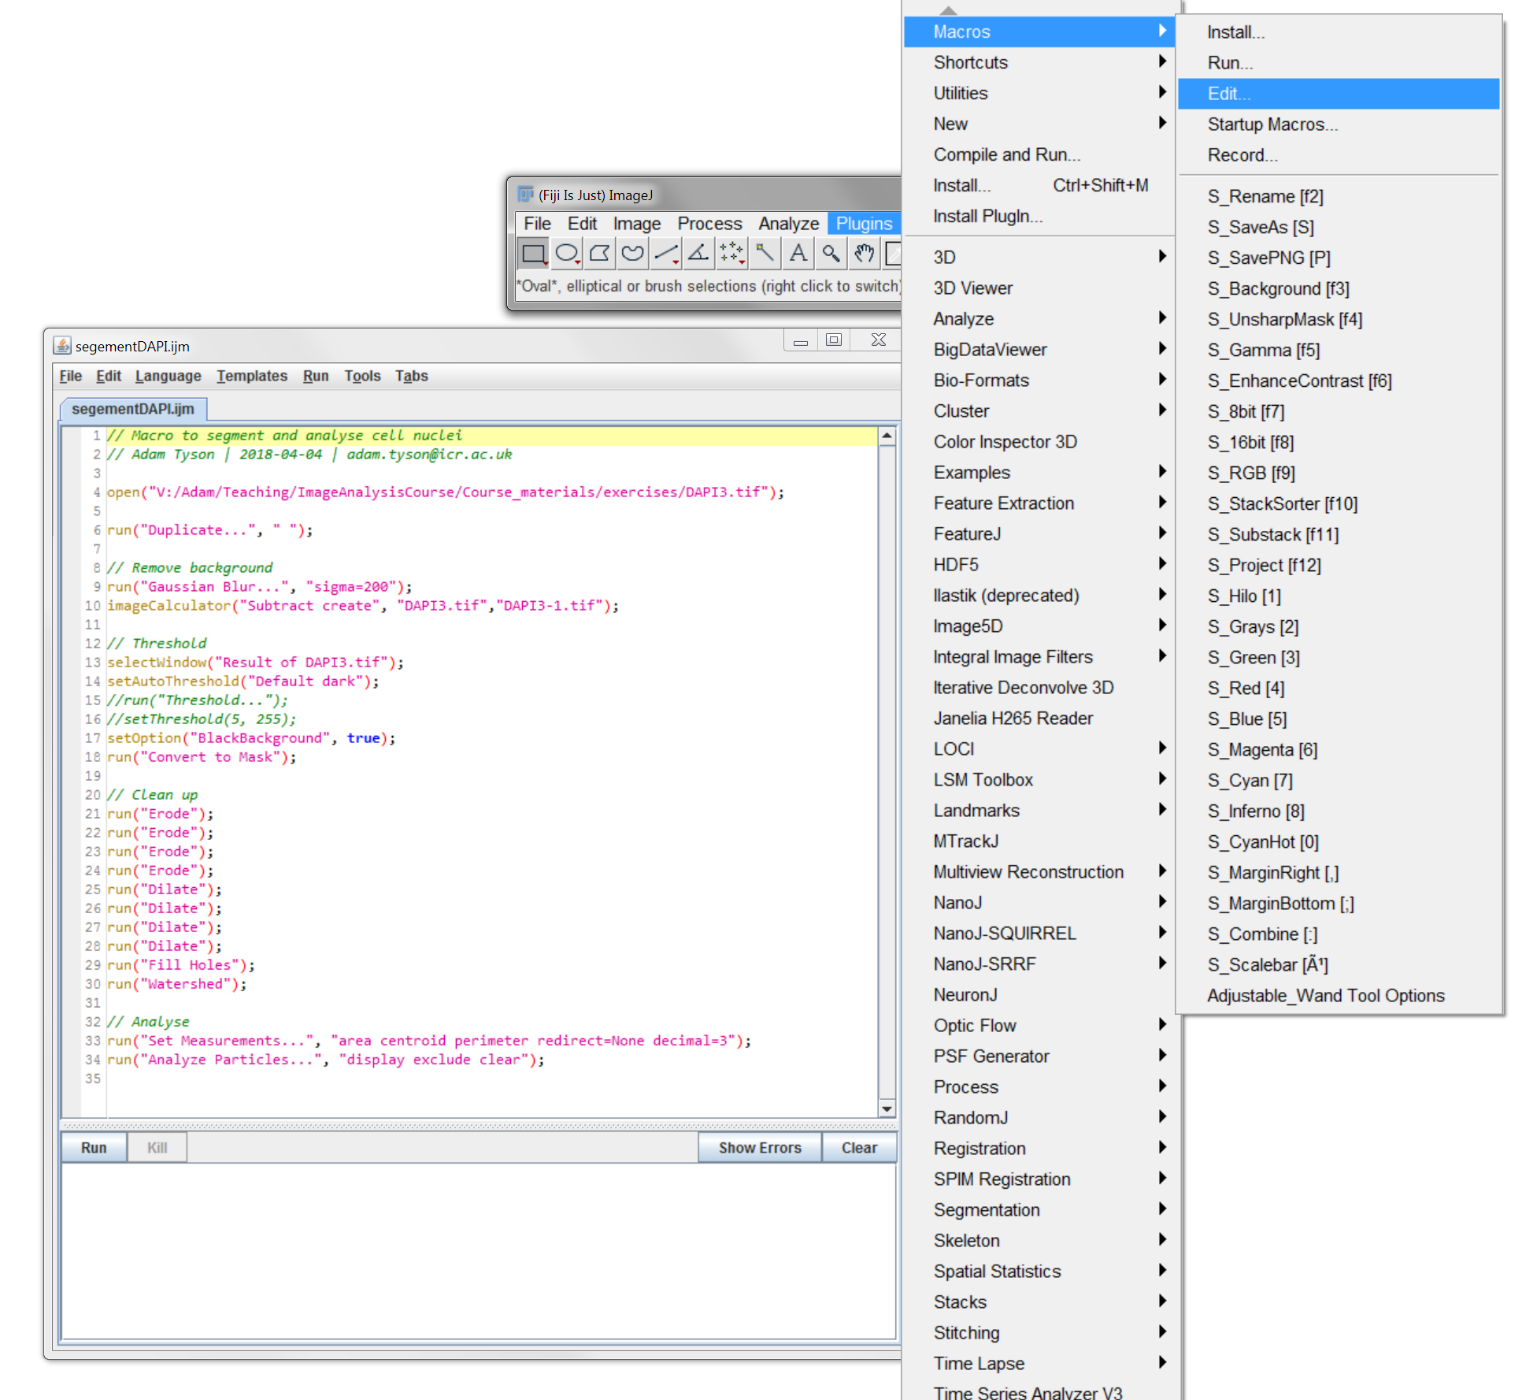 (Fiji Is Just) ImageJ
File Edit Image Process Analyze Plugins
A
*Oval*, elliptical or brush selections (right click to switch)
segementDAPI.ijm
File Edit Language Templates Run Tools Tabs
segementDAPI.ijm
1 // Macro to segment and analyse cell nuclei
2 // Adam Tyson | 2018-04-04 | adam.tyson@icr.ac.uk
3
4 open("V:/Adam/Teaching/ImageAnalysisCourse/Course_materials/exercises/DAPI3.tif");
5
6 run("Duplicate...", " ");
7
8 // Remove background
9 run("Gaussian Blur...", "sigma=200");
10 imageCalculator("Subtract create", "DAPI3.tif","DAPI3-1.tif");
11
12 // Threshold
13 selectWindow("Result of DAPI3.tif");
14 setAutoThreshold("Default dark");
15 //run("Threshold...");
16 //setThreshold(5, 255);
17 setOption("BlackBackground", true);
18 run("Convert to Mask");
19
20 // Clean up
21 run("Erode");
22 run("Erode");
23 run("Erode");
24 run("Erode");
25 run("Dilate");
26 run("Dilate");
27 run("Dilate");
28 run("Dilate");
29 run("Fill Holes");
30 run("Watershed");
31
32 // Analyse
33 run("Set Measurements...", "area centroid perimeter redirect=None decimal=3");
34 run("Analyze Particles...", "display exclude clear");
35
Run Kill Show Errors Clear
Macros
Shortcuts
Utilities
New
Compile and Run...
Install... Ctrl+Shift+M
Install PlugIn...
3D
3D Viewer
Analyze
BigDataViewer
Bio-Formats
Cluster
Color Inspector 3D
Examples
Feature Extraction
FeatureJ
HDF5
Ilastik (deprecated)
Image5D
Integral Image Filters
Iterative Deconvolve 3D
Janelia H265 Reader
LOCI
LSM Toolbox
Landmarks
MTrackJ
Multiview Reconstruction
NanoJ
NanoJ-SQUIRREL
NanoJ-SRRF
NeuronJ
Optic Flow
PSF Generator
Process
RandomJ
Registration
SPIM Registration
Segmentation
Skeleton
Spatial Statistics
Stacks
Stitching
Time Lapse
Time Series Analyzer V3
Install...
Run...
Edit...
Startup Macros...
Record...
S_Rename [f2]
S_SaveAs [S]
S_SavePNG [P]
S_Background [f3]
S_UnsharpMask [f4]
S_Gamma [f5]
S_EnhanceContrast [f6]
S_8bit [f7]
S_16bit [f8]
S_RGB [f9]
S_StackSorter [f10]
S_Substack [f11]
S_Project [f12]
S_Hilo [1]
S_Grays [2]
S_Green [3]
S_Red [4]
S_Blue [5]
S_Magenta [6]
S_Cyan [7]
S_Inferno [8]
S_CyanHot [0]
S_MarginRight [,]
S_MarginBottom [;]
S_Combine [:]
S_Scalebar [Ã¹]
Adjustable_Wand Tool Options